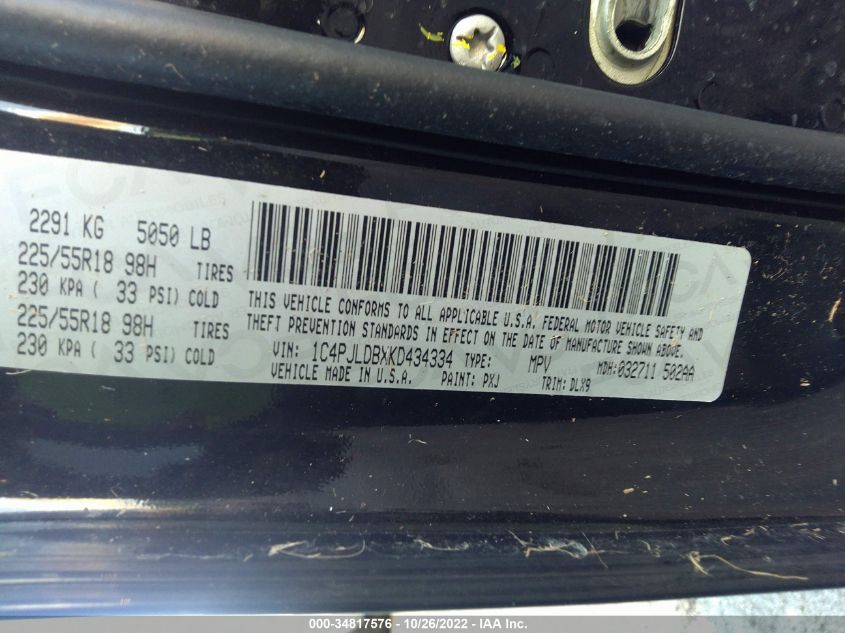 2291 KG 5050 LB
225/55R18 98H TIRES
230 KPA ( 33 PSI) COLD
225/55R18 98H TIRES
230 KPA ( 33 PSI) COLD
THIS VEHICLE CONFORMS TO ALL APPLICABLE U.S.A. FEDERAL MOTOR VEHICLE SAFETY AND
THEFT PREVENTION STANDARDS IN EFFECT ON THE DATE OF MANUFACTURE SHOWN ABOVE.
VIN: 1C4PJLDBXKD434334 TYPE: MPV MDH:032711 502AA
VEHICLE MADE IN U.S.A. PAINT: PXJ TRIM: DLX9
000-34817576 - 10/26/2022 - IAA Inc.